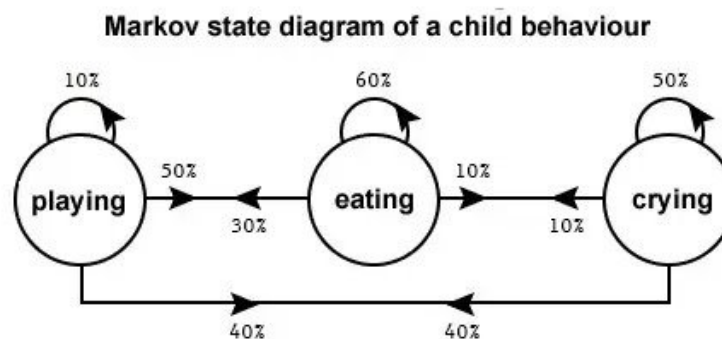 Markov state diagram of a child behaviour
10%
60%
50%
50%
10%
playing
eating
crying
30%
10%
40%
40%